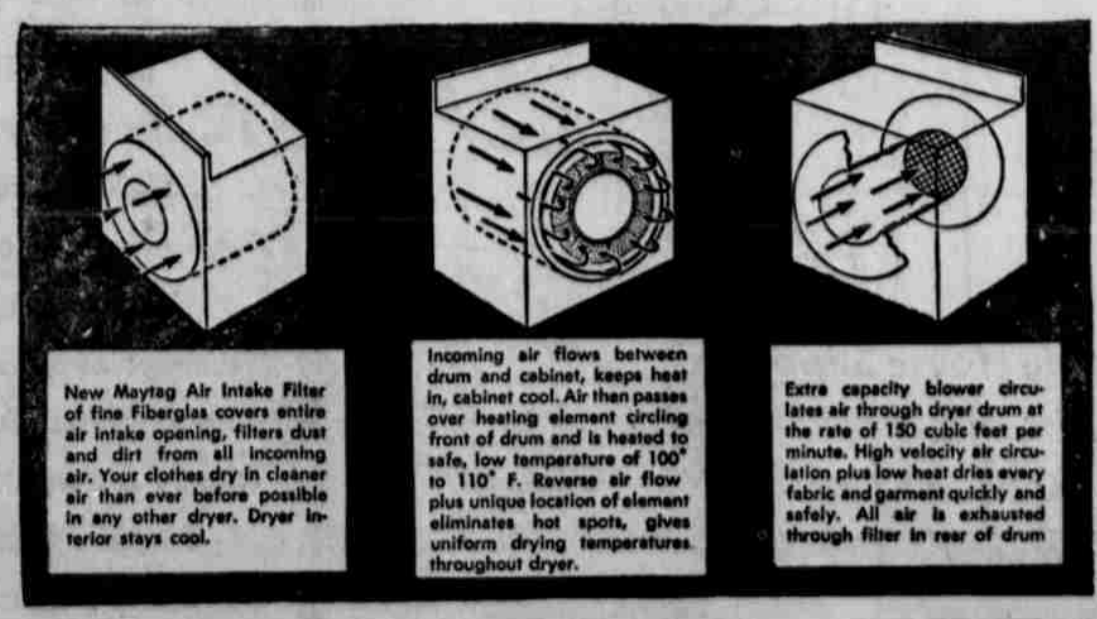 New Maytag Air Intake Filter
of fine Fiberglas covers entire
air intake opening, filters dust
and dirt from all incoming
air. Your clothes dry in cleaner
air than ever before possible
in any other dryer. Dryer in-
terior stays cool.
Incoming air flows between
drum and cabinet, keeps heat
in, cabinet cool. Air then passes
over heating element circling
front of drum and is heated to
safe, low temperature of 100°
to 110° F. Reverse air flow
plus unique location of element
eliminates hot spots, gives
uniform drying temperatures
throughout dryer.
Extra capacity blower circu-
lates air through dryer drum at
the rate of 150 cubic feet per
minute. High velocity air circu-
lation plus low heat dries every
fabric and garment quickly and
safely. All air is exhausted
through filter in rear of drum